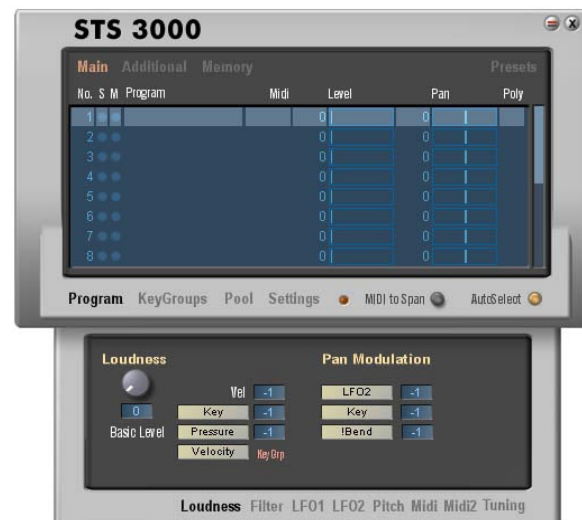 STS 3000
Main Additional Memory Presets
No. S M Program Midi Level Pan Poly
1 0 0
2 0 0
3 0 0
4 0 0
5 0 0
6 0 0
7 0 0
8 0 0
Program KeyGroups Pool Settings MIDI to Span AutoSelect
Loudness Pan Modulation
Vel -1 LFO2 -1
0 Key -1 Key -1
Basic Level Pressure -1 !Bend -1
Velocity KeyGrp
Loudness Filter LFO1 LFO2 Pitch Midi Midi2 Tuning